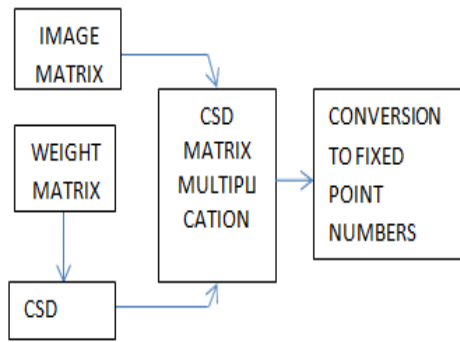 IMAGE
MATRIX
WEIGHT
MATRIX
CSD
CSD
MATRIX
MULTIPLI
CATION
CONVERSION
TO FIXED
POINT
NUMBERS